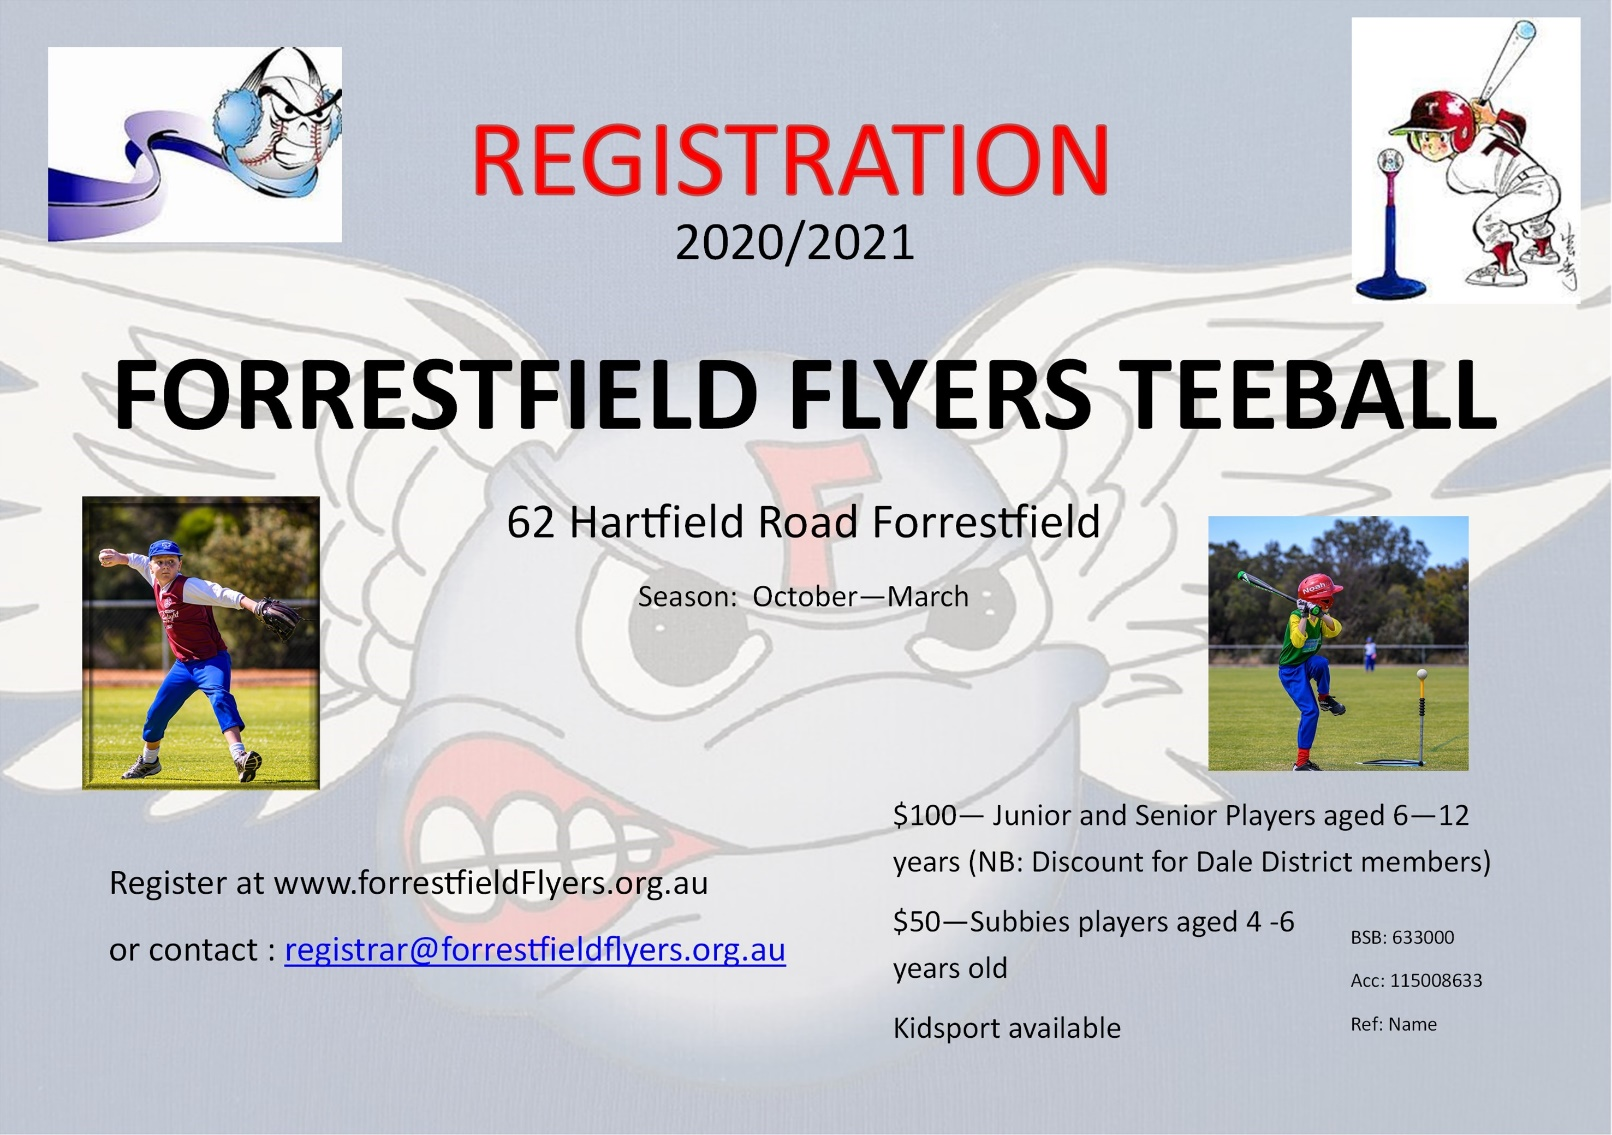 REGISTRATION
2020/2021
FORRESTFIELD FLYERS TEEBALL
62 Hartfield Road Forrestfield
Season:  October—March
T
T
F
Noah
$100— Junior and Senior Players aged 6—12
years (NB: Discount for Dale District members)
$50—Subbies players aged 4 -6
years old
Kidsport available
Register at www.forrestfieldFlyers.org.au
or contact : registrar@forrestfieldflyers.org.au
BSB: 633000
Acc: 115008633
Ref: Name